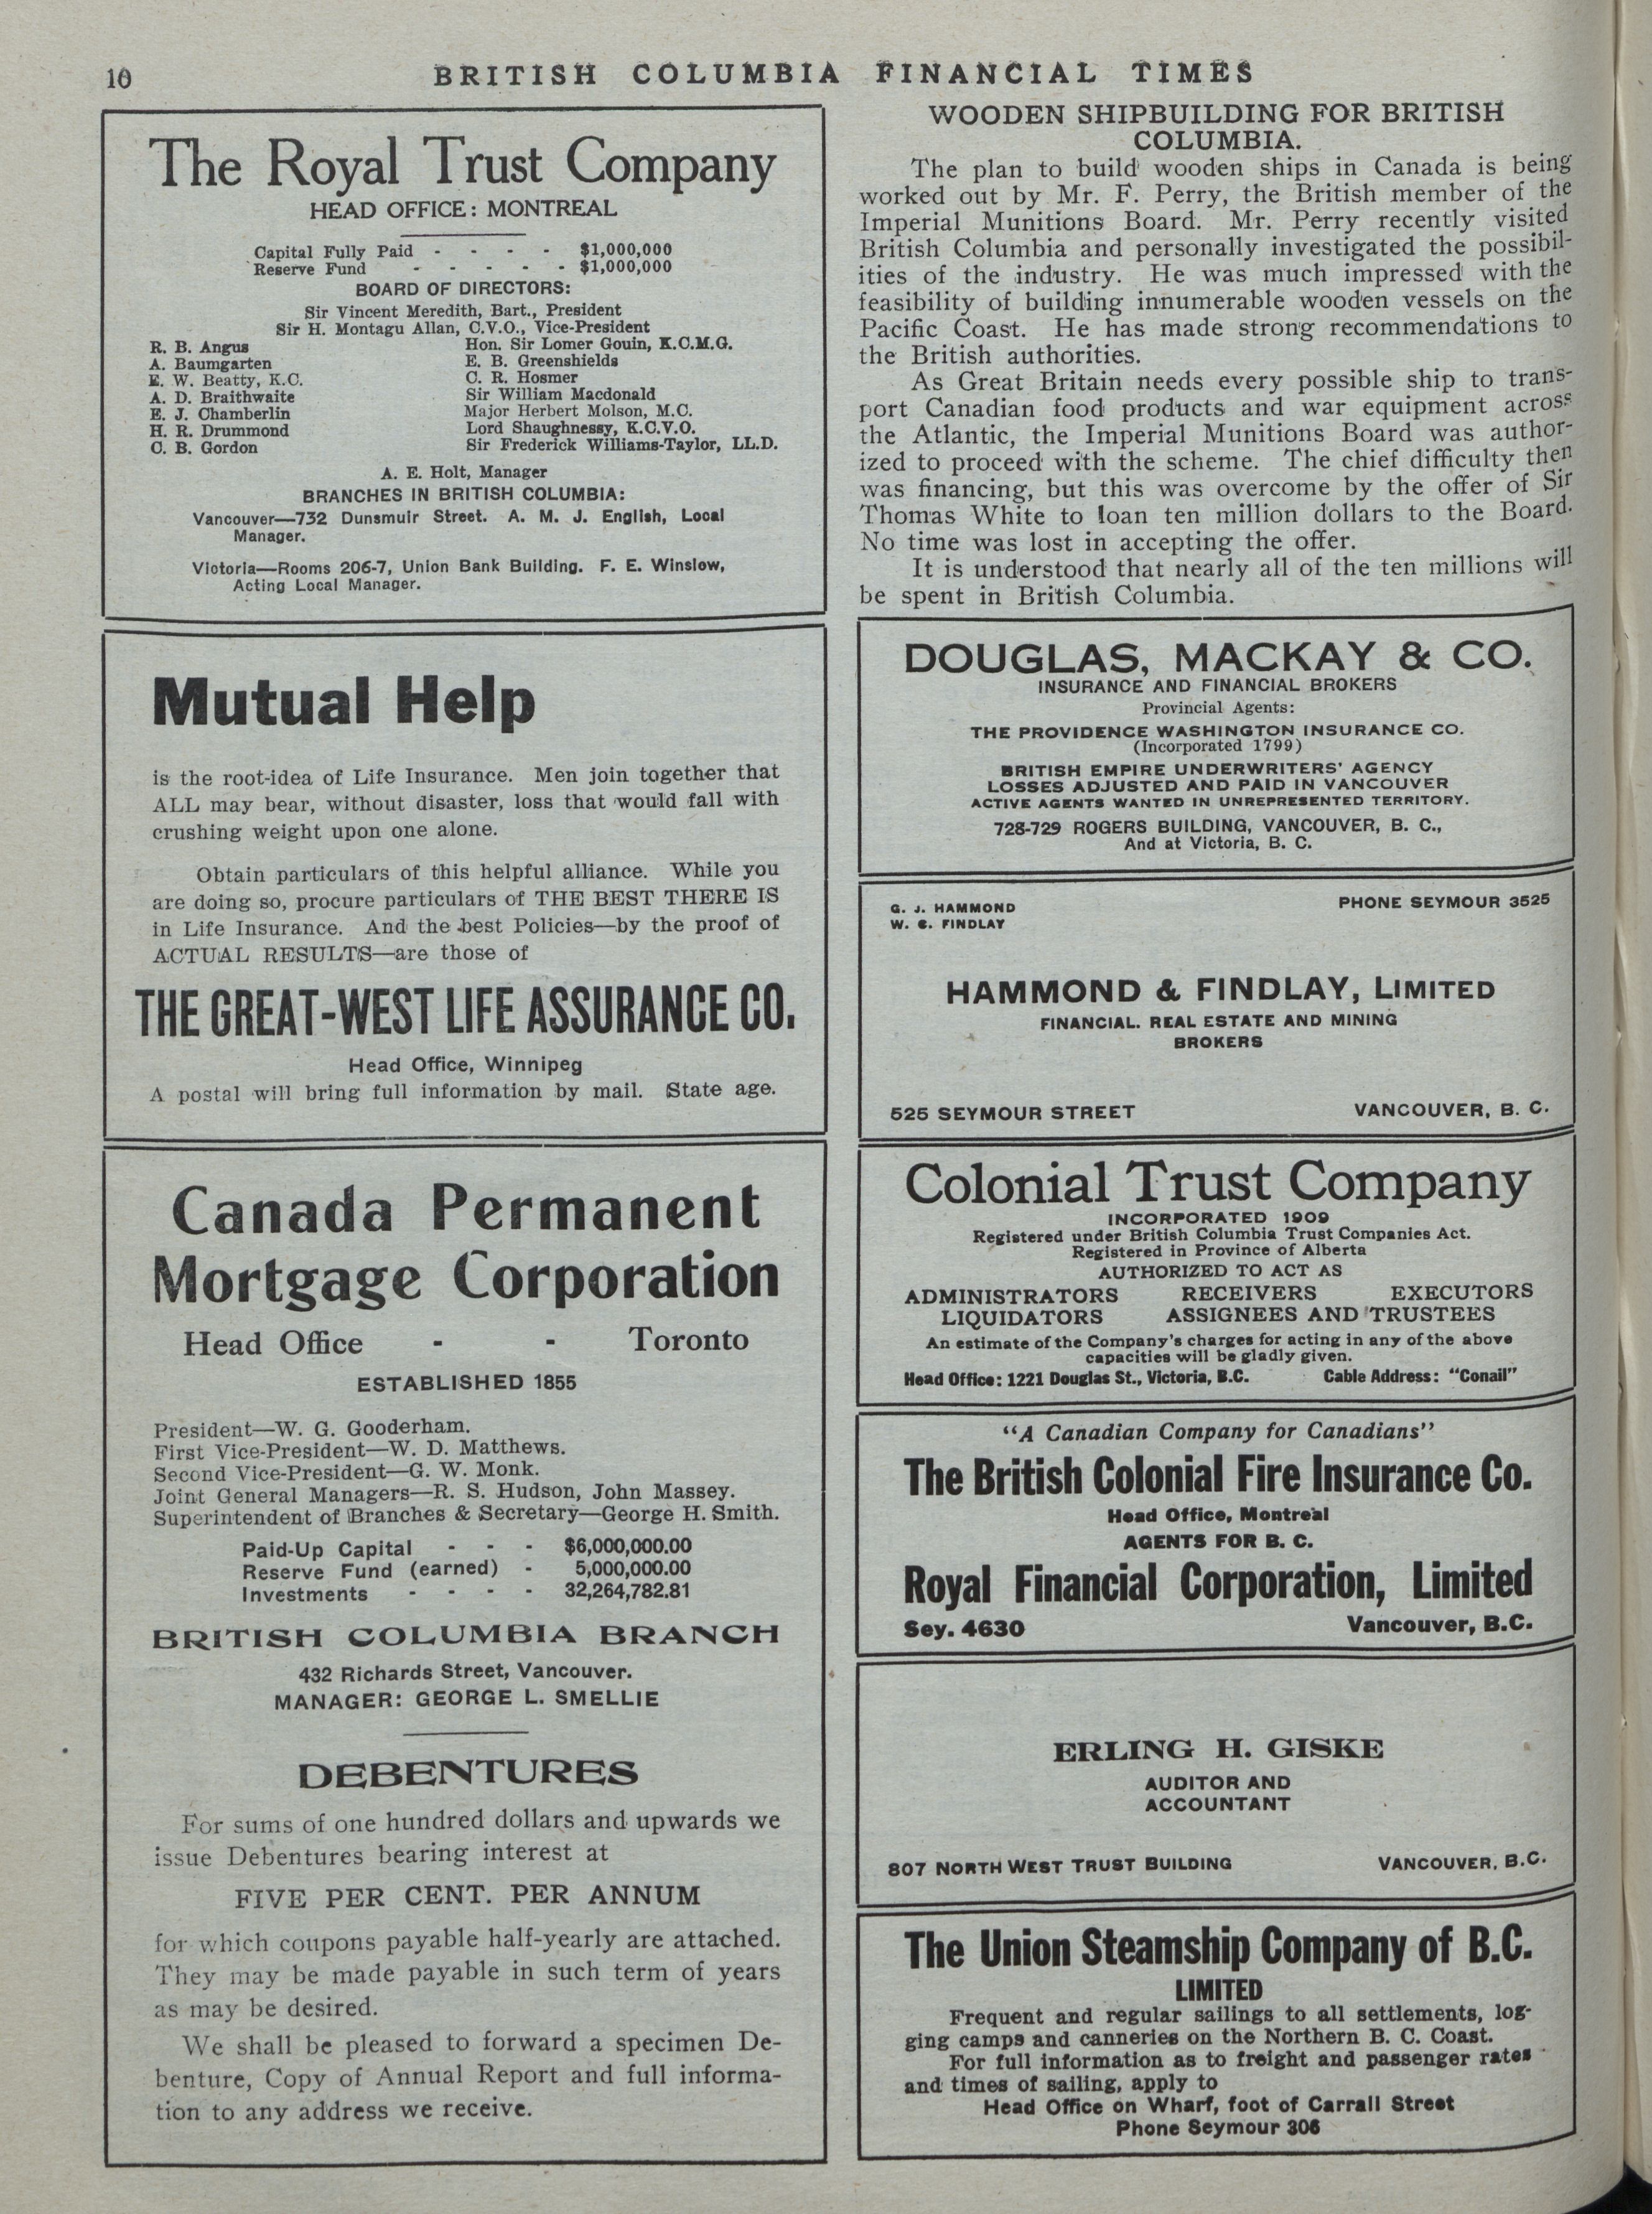 10
BRITISH COLUMBIA FINANCIAL TIMES
The Royal Trust Company
HEAD OFFICE: MONTREAL
Capital Fully Paid - - - - $1,000,000
Reserve Fund - - - - - $1,000,000
BOARD OF DIRECTORS:
Sir Vincent Meredith, Bart., President
Sir H. Montagu Allan, C.V.O., Vice-President
R. B. Angus
A. Baumgarten
E. W. Beatty, K.C.
A. D. Braithwaite
E. J. Chamberlin
H. R. Drummond
C. B. Gordon
Hon. Sir Lomer Gouin, K.C.M.G.
E. B. Greenshields
C. R. Hosmer
Sir William Macdonald
Major Herbert Molson, M.C.
Lord Shaughnessy, K.C.V.O.
Sir Frederick Williams-Taylor, LL.D.
A. E. Holt, Manager
BRANCHES IN BRITISH COLUMBIA:
Vancouver—732 Dunsmuir Street. A. M. J. English, Local
Manager.
Victoria—Rooms 206-7, Union Bank Building. F. E. Winslow,
Acting Local Manager.
Mutual Help
is the root-idea of Life Insurance. Men join together that
ALL may bear, without disaster, loss that would fall with
crushing weight upon one alone.
Obtain particulars of this helpful alliance. While you
are doing so, procure particulars of THE BEST THERE IS
in Life Insurance. And the best Policies—by the proof of
ACTUAL RESULTS—are those of
THE GREAT-WEST LIFE ASSURANCE CO.
Head Office, Winnipeg
A postal will bring full information by mail. State age.
Canada Permanent
Mortgage Corporation
Head Office - - Toronto
ESTABLISHED 1855
President—W. G. Gooderham.
First Vice-President—W. D. Matthews.
Second Vice-President—G. W. Monk.
Joint General Managers—R. S. Hudson, John Massey.
Superintendent of Branches & Secretary—George H. Smith.
Paid-Up Capital - - - $6,000,000.00
Reserve Fund (earned) - 5,000,000.00
Investments - - - - 32,264,782.81
BRITISH COLUMBIA BRANCH
432 Richards Street, Vancouver.
MANAGER: GEORGE L. SMELLIE
DEBENTURES
For sums of one hundred dollars and upwards we
issue Debentures bearing interest at
FIVE PER CENT. PER ANNUM
for which coupons payable half-yearly are attached.
They may be made payable in such term of years
as may be desired.
We shall be pleased to forward a specimen De-
benture, Copy of Annual Report and full informa-
tion to any address we receive.
WOODEN SHIPBUILDING FOR BRITISH
COLUMBIA.
The plan to build wooden ships in Canada is being
worked out by Mr. F. Perry, the British member of the
Imperial Munitions Board. Mr. Perry recently visited
British Columbia and personally investigated the possibil-
ities of the industry. He was much impressed with the
feasibility of building innumerable wooden vessels on the
Pacific Coast. He has made strong recommendations to
the British authorities.
As Great Britain needs every possible ship to trans-
port Canadian food products and war equipment across
the Atlantic, the Imperial Munitions Board was author-
ized to proceed with the scheme. The chief difficulty then
was financing, but this was overcome by the offer of Sir
Thomas White to loan ten million dollars to the Board.
No time was lost in accepting the offer.
It is understood that nearly all of the ten millions will
be spent in British Columbia.
DOUGLAS, MACKAY & CO.
INSURANCE AND FINANCIAL BROKERS
Provincial Agents:
THE PROVIDENCE WASHINGTON INSURANCE CO.
(Incorporated 1799)
BRITISH EMPIRE UNDERWRITERS' AGENCY
LOSSES ADJUSTED AND PAID IN VANCOUVER
ACTIVE AGENTS WANTED IN UNREPRESENTED TERRITORY.
728-729 ROGERS BUILDING, VANCOUVER, B. C.,
And at Victoria, B. C.
G. J. HAMMOND
W. C. FINDLAY
PHONE SEYMOUR 3525
HAMMOND & FINDLAY, LIMITED
FINANCIAL. REAL ESTATE AND MINING
BROKERS
525 SEYMOUR STREET VANCOUVER, B. C.
Colonial Trust Company
INCORPORATED 1909
Registered under British Columbia Trust Companies Act.
Registered in Province of Alberta
AUTHORIZED TO ACT AS
ADMINISTRATORS RECEIVERS EXECUTORS
LIQUIDATORS ASSIGNEES AND TRUSTEES
An estimate of the Company's charges for acting in any of the above
capacities will be gladly given.
Head Office: 1221 Douglas St., Victoria, B.C. Cable Address: "Conail"
"A Canadian Company for Canadians"
The British Colonial Fire Insurance Co.
Head Office, Montreal
AGENTS FOR B. C.
Royal Financial Corporation, Limited
Sey. 4630 Vancouver, B.C.
ERLING H. GISKE
AUDITOR AND
ACCOUNTANT
807 NORTH WEST TRUST BUILDING VANCOUVER, B.C.
The Union Steamship Company of B.C.
LIMITED
Frequent and regular sailings to all settlements, log-
ging camps and canneries on the Northern B. C. Coast.
For full information as to freight and passenger rates
and times of sailing, apply to
Head Office on Wharf, foot of Carrall Street
Phone Seymour 306